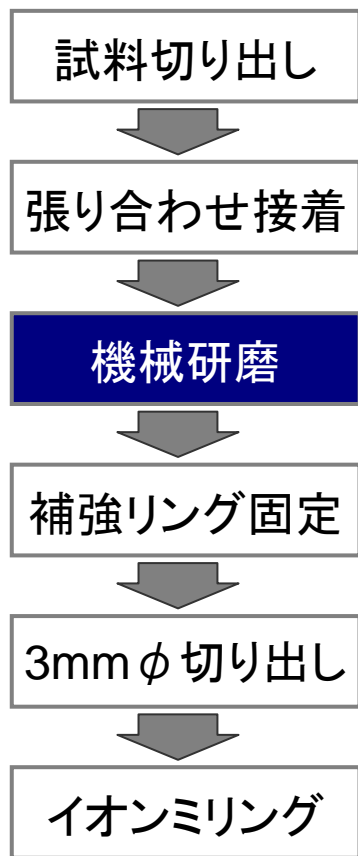 試料切り出し
張り合わせ接着
機械研磨
補強リング固定
3mmφ切り出し
イオンミリング